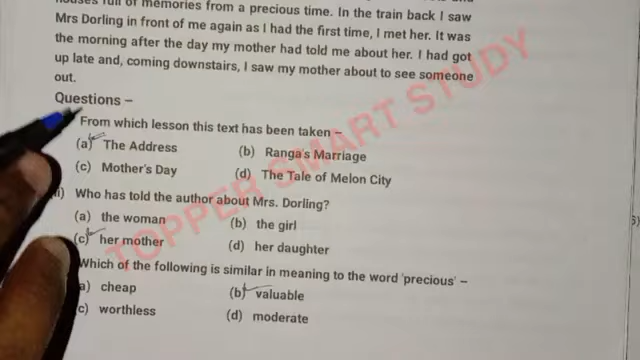 houses full of memories from a precious time. In the train back I saw
Mrs Dorling in front of me again as I had the first time, I met her. It was
the morning after the day my mother had told me about her. I had got
up late and, coming downstairs, I saw my mother about to see someone
out.
Questions –
From which lesson this text has been taken –
(a) The Address (b) Ranga's Marriage
(c) Mother's Day (d) The Tale of Melon City
Who has told the author about Mrs. Dorling?
(a) the woman (b) the girl
(c) her mother (d) her daughter
Which of the following is similar in meaning to the word 'precious' –
a) cheap (b) valuable
c) worthless (d) moderate
TOPPER SMART STUDY